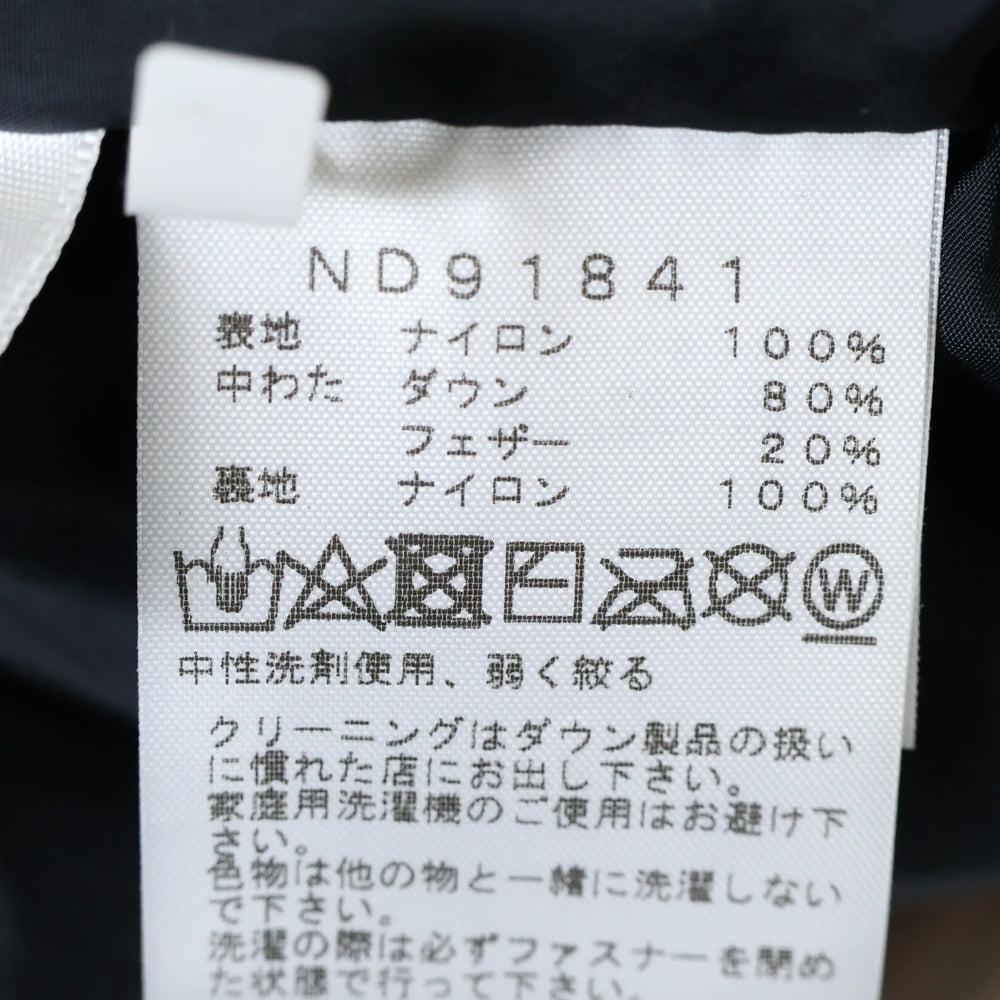 ND91841
表地 ナイロン 100%
中わた ダウン 80%
フェザー 20%
裏地 ナイロン 100%
W
中性洗剤使用、弱く絞る
クリーニングはダウン製品の扱い
に慣れた店にお出し下さい。
家庭用洗濯機のご使用はお避け下
さい。
色物は他の物と一緒に洗濯しない
で下さい。
洗濯の際は必ずファスナーを閉め
た状態で行って下さい。